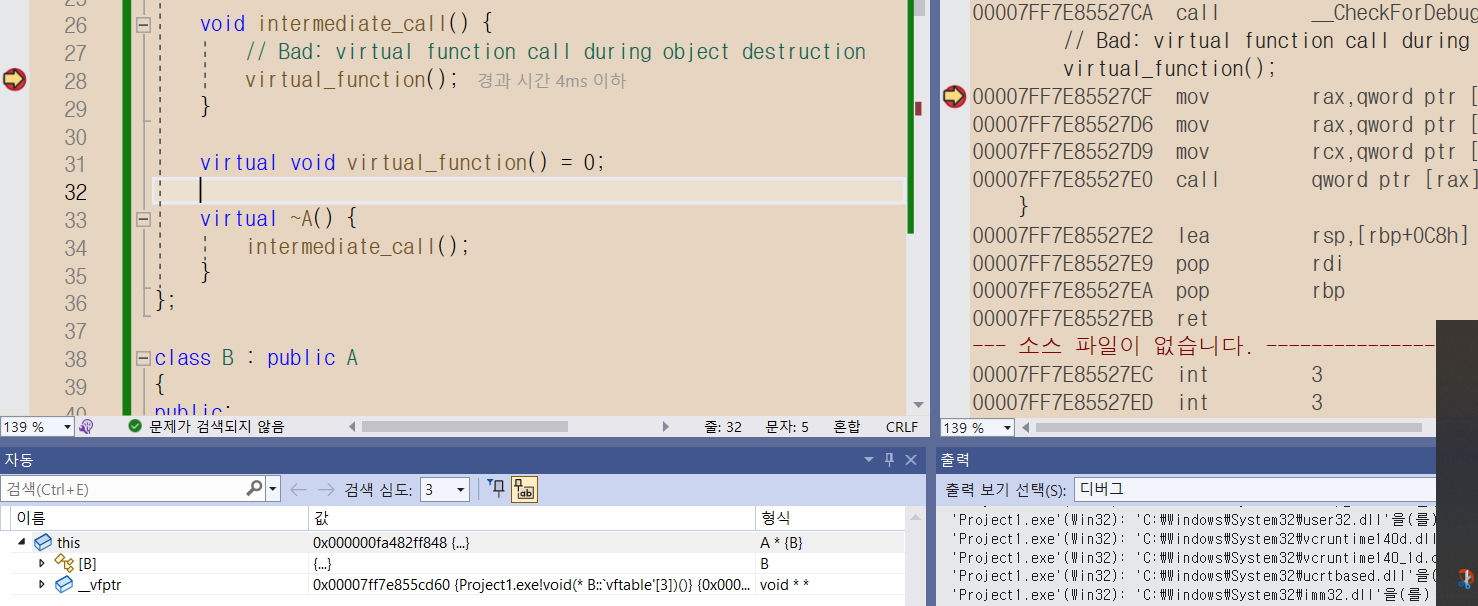 25
26 void intermediate_call() {
27 // Bad: virtual function call during object destruction
28 virtual_function(); 경과 시간 4ms 이하
29 }
30
31 virtual void virtual_function() = 0;
32
33 virtual ~A() {
34 intermediate_call();
35 }
36 };
37
38 class B : public A
39 {
40 public:
139 % 문제가 검색되지 않음 줄: 32 문자: 5 혼합 CRLF
00007FF7E85527CA call __CheckForDebug
// Bad: virtual function call during
virtual_function();
00007FF7E85527CF mov rax,qword ptr [
00007FF7E85527D6 mov rax,qword ptr [
00007FF7E85527D9 mov rcx,qword ptr [
00007FF7E85527E0 call qword ptr [rax]
}
00007FF7E85527E2 lea rsp,[rbp+0C8h]
00007FF7E85527E9 pop rdi
00007FF7E85527EA pop rbp
00007FF7E85527EB ret
--- 소스 파일이 없습니다. ---------------
00007FF7E85527EC int 3
00007FF7E85527ED int 3
139 %
자동
검색(Ctrl+E) 검색 심도: 3
이름 값 형식
this 0x000000fa482ff848 {...} A * {B}
[B] {...} B
__vfptr 0x00007ff7e855cd60 {Project1.exe!void(* B::`vftable'[3])()} {0x000... void * *
출력
출력 보기 선택(S): 디버그
'Project1.exe'(Win32): 'C:\Windows\System32\user32.dll'을(를)
'Project1.exe'(Win32): 'C:\Windows\System32\vcruntime140d.dll
'Project1.exe'(Win32): 'C:\Windows\System32\vcruntime140_1d.d
'Project1.exe'(Win32): 'C:\Windows\System32\ucrtbased.dll'을(
'Project1.exe'(Win32): 'C:\Windows\System32\imm32.dll'을(를)